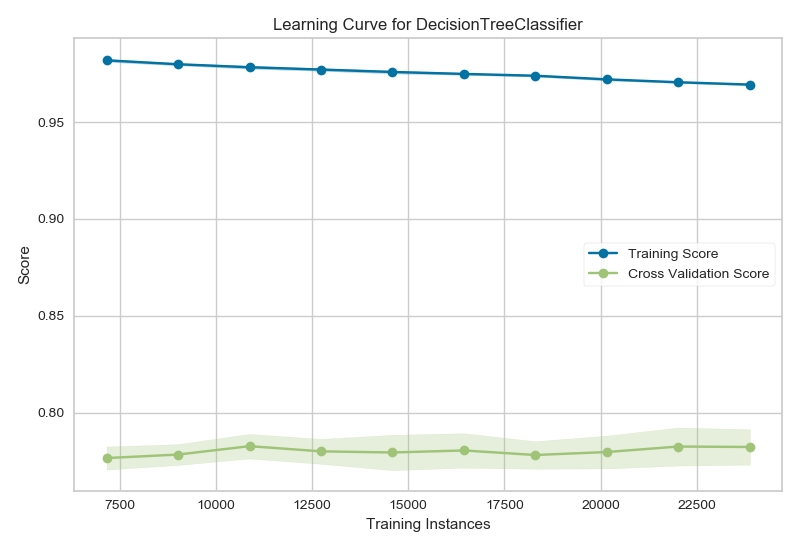 Learning Curve for DecisionTreeClassifier
0.95
0.90
0.85
0.80
Score
Training Score
Cross Validation Score
7500 10000 12500 15000 17500 20000 22500
Training Instances